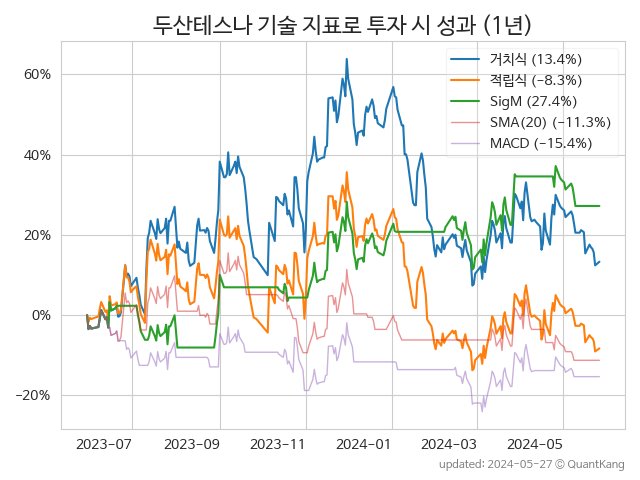 두산테스나 기술 지표로 투자 시 성과 (1년)
거치식 (13.4%)
적립식 (−8.3%)
SigM (27.4%)
SMA(20) (−11.3%)
MACD (−15.4%)
60%
40%
20%
0%
−20%
2023-07 2023-09 2023-11 2024-01 2024-03 2024-05
updated: 2024-05-27 © QuantKang